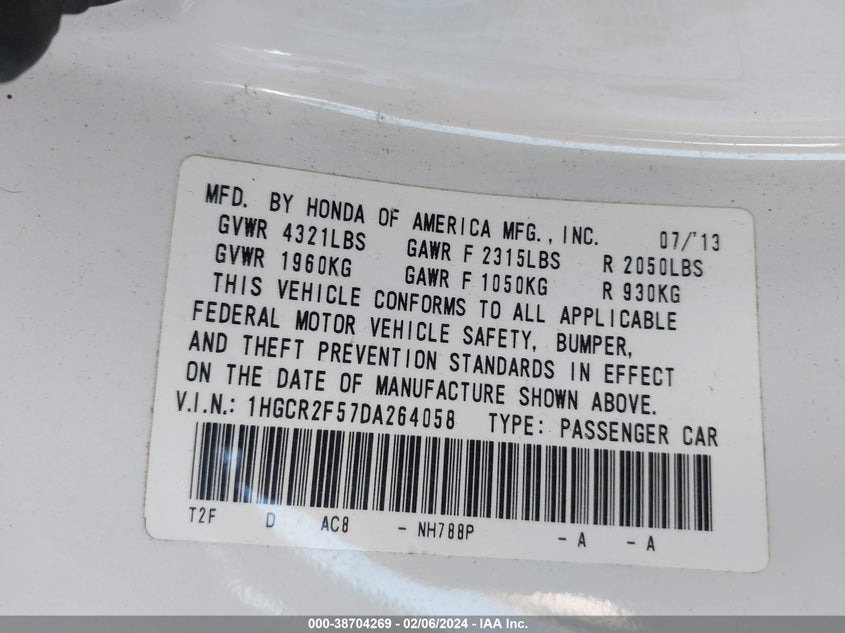 MFD. BY HONDA OF AMERICA MFG., INC. 07/'13
GVWR 4321LBS GAWR F 2315LBS R 2050LBS
GVWR 1960KG GAWR F 1050KG R 930KG
THIS VEHICLE CONFORMS TO ALL APPLICABLE
FEDERAL MOTOR VEHICLE SAFETY, BUMPER,
AND THEFT PREVENTION STANDARDS IN EFFECT
ON THE DATE OF MANUFACTURE SHOWN ABOVE.
V.I.N.: 1HGCR2F57DA264058 TYPE: PASSENGER CAR
T2F D AC8 - NH788P - A - A
000-38704269 - 02/06/2024 - IAA Inc.